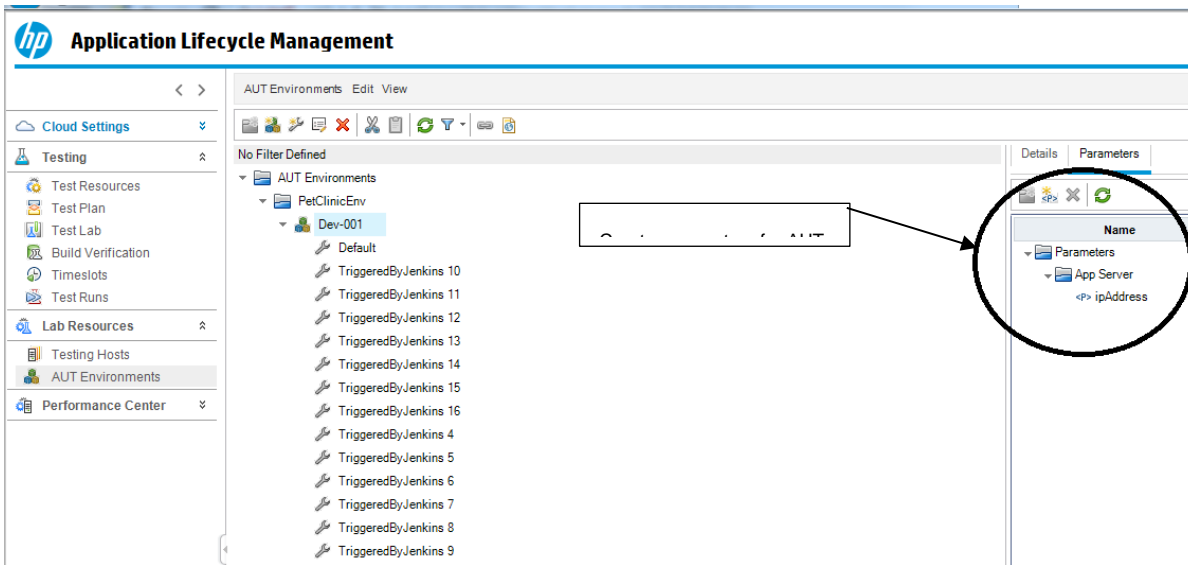 hp Application Lifecycle Management
< >
AUT Environments Edit View
Cloud Settings
Testing
Test Resources
Test Plan
Test Lab
Build Verification
Timeslots
Test Runs
Lab Resources
Testing Hosts
AUT Environments
Performance Center
No Filter Defined
AUT Environments
PetClinicEnv
Dev-001
Default
TriggeredByJenkins 10
TriggeredByJenkins 11
TriggeredByJenkins 12
TriggeredByJenkins 13
TriggeredByJenkins 14
TriggeredByJenkins 15
TriggeredByJenkins 16
TriggeredByJenkins 4
TriggeredByJenkins 5
TriggeredByJenkins 6
TriggeredByJenkins 7
TriggeredByJenkins 8
TriggeredByJenkins 9
Details Parameters
<P>
Name
Parameters
App Server
<P> ipAddress